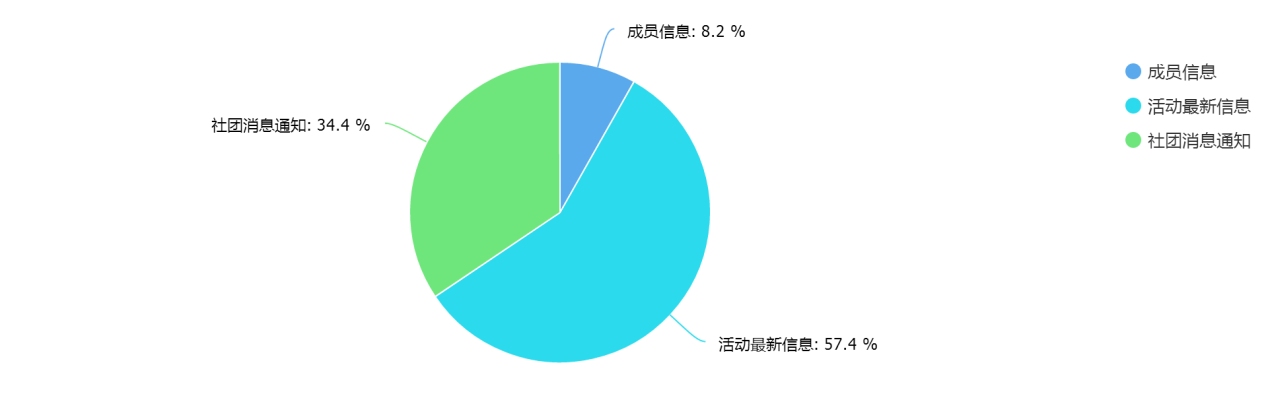 成员信息: 8.2 %
社团消息通知: 34.4 %
活动最新信息: 57.4 %
成员信息
活动最新信息
社团消息通知